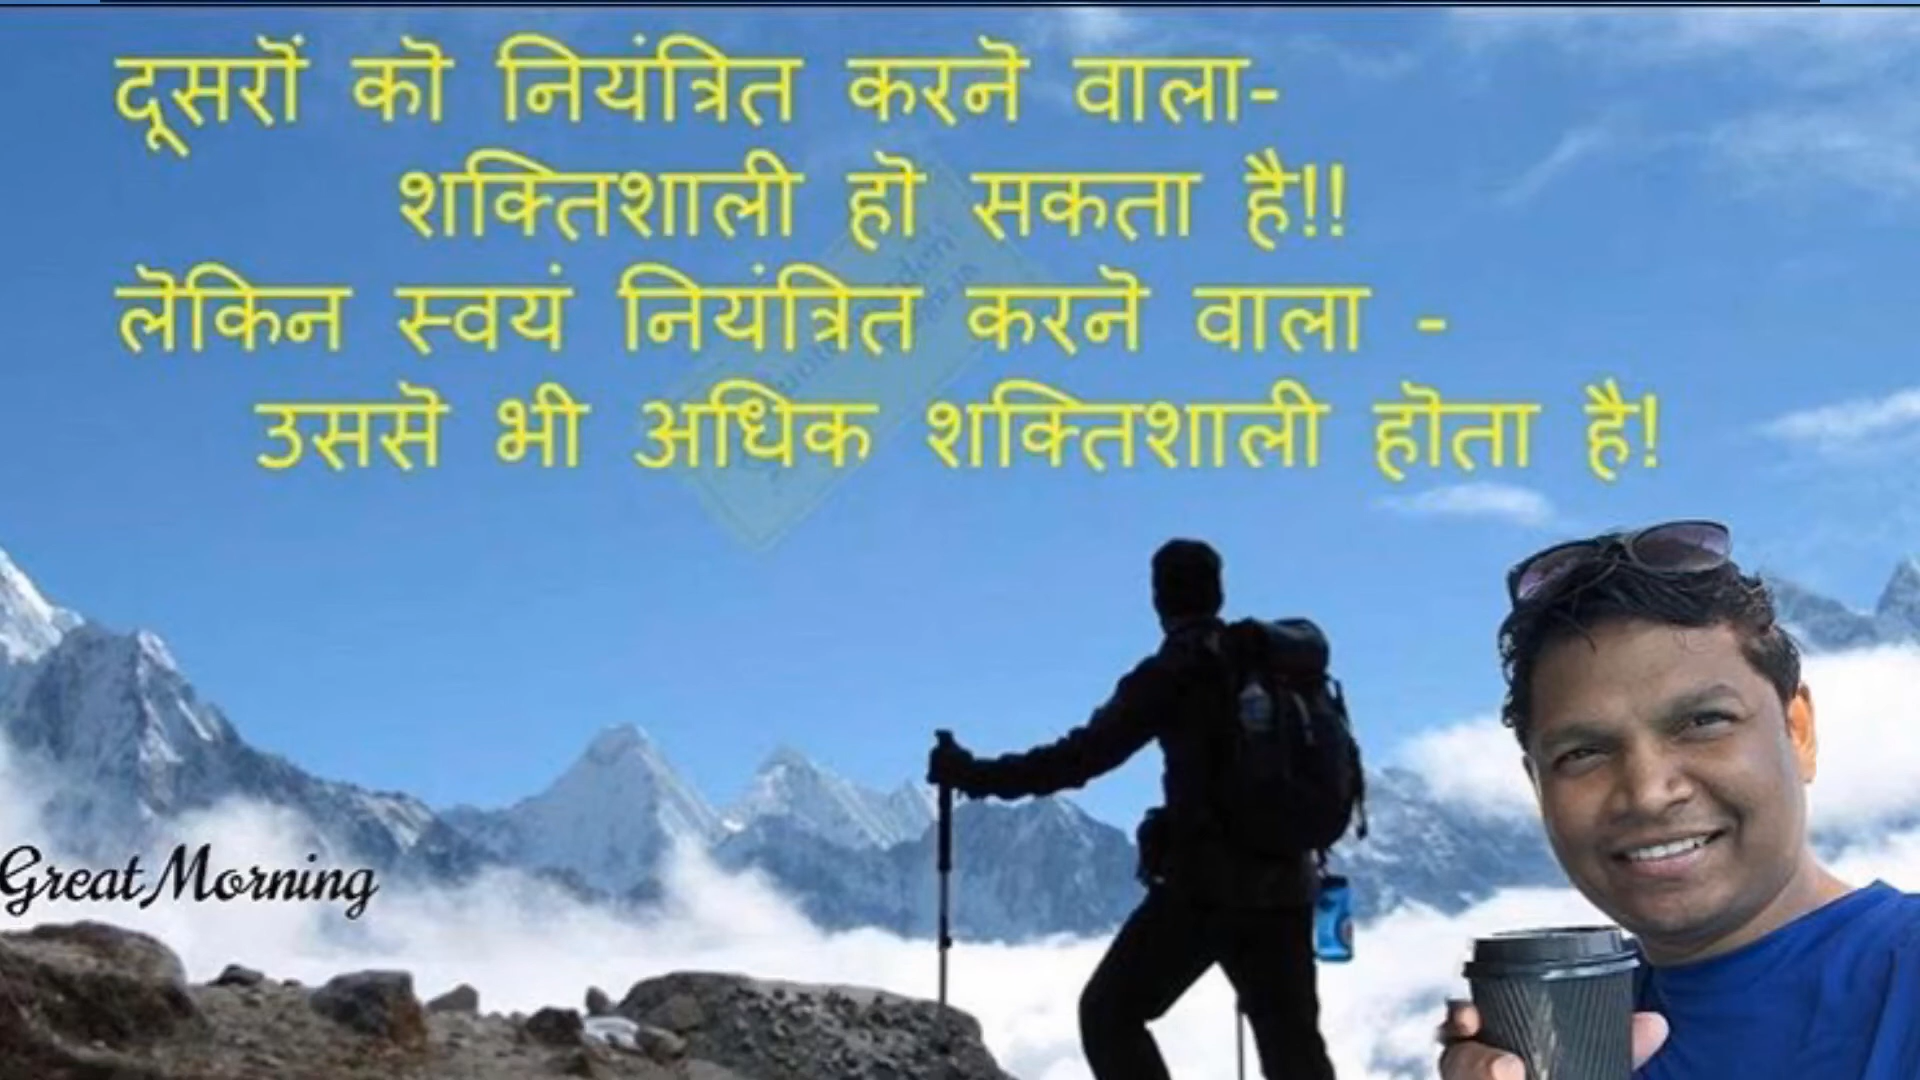 दूसरॊं कॊ नियंत्रित करनॆ वाला-
शक्तिशाली हॊ सकता है!!
लॆकिन स्वयं नियंत्रित करनॆ वाला -
उससॆ भी अधिक शक्तिशाली हॊता है!
Great Morning